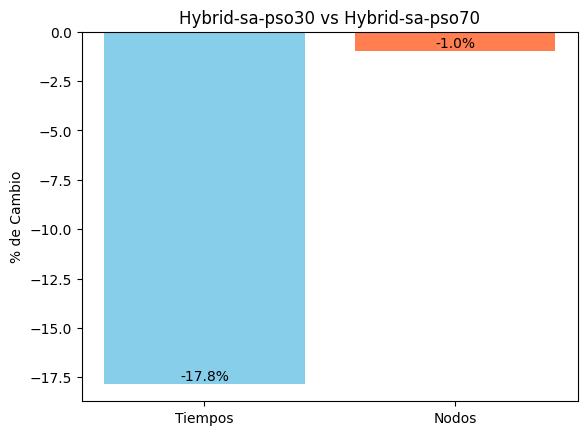 Hybrid-sa-pso30 vs Hybrid-sa-pso70
% de Cambio
0.0
−2.5
−5.0
−7.5
−10.0
−12.5
−15.0
−17.5
-17.8%
-1.0%
Tiempos
Nodos